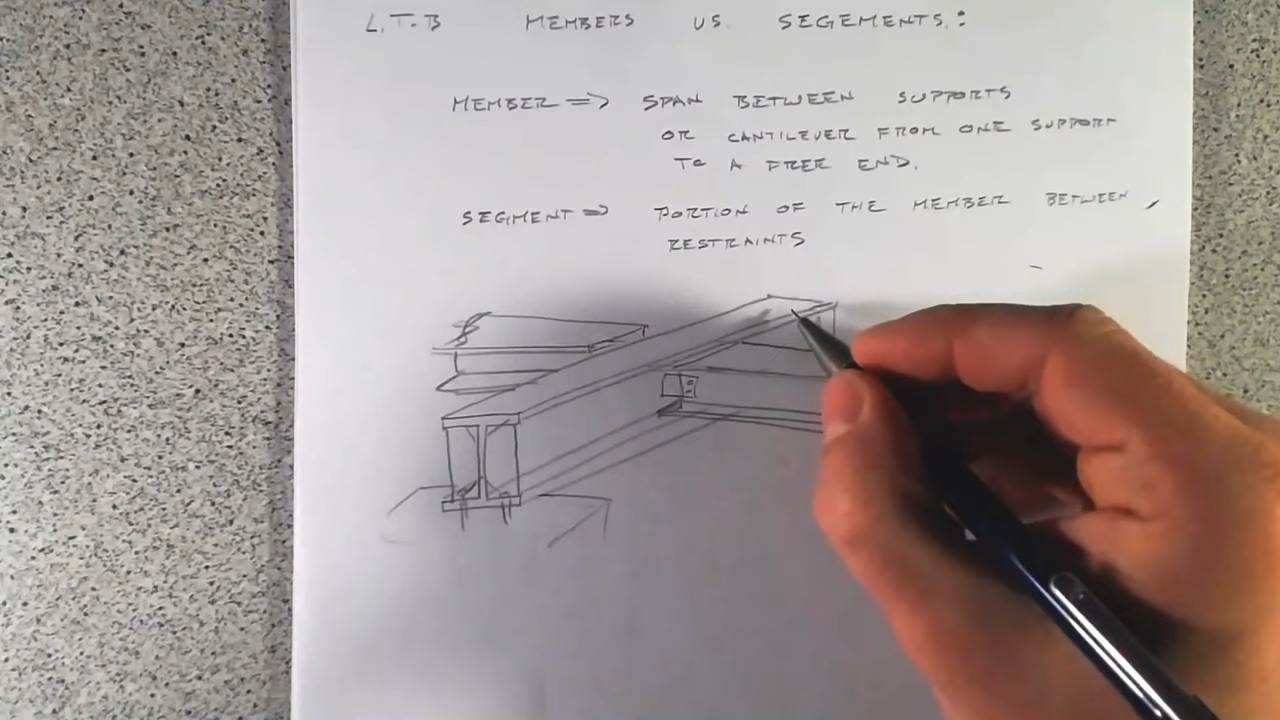 L.T.B MEMBERS VS. SEGEMENTS:
MEMBER => SPAN BETWEEN SUPPORTS
OR CANTILEVER FROM ONE SUPPORT
TO A FREE END.
SEGMENT => PORTION OF THE MEMBER BETWEEN
RESTRAINTS